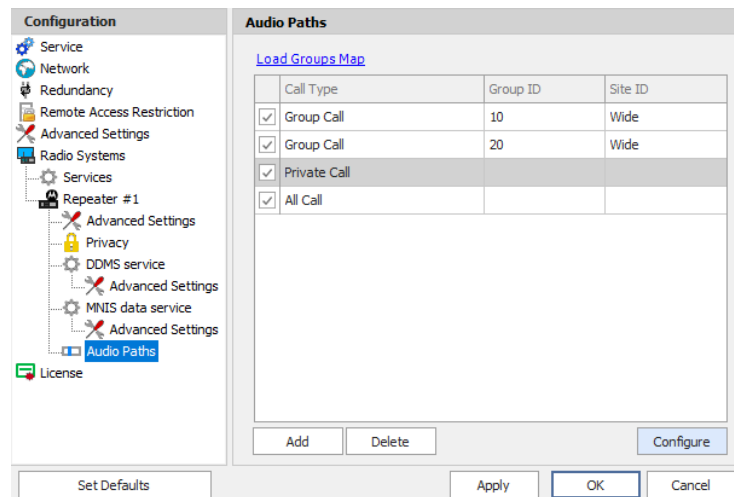 Configuration
Service
Network
Redundancy
Remote Access Restriction
Advanced Settings
Radio Systems
Services
Repeater #1
Advanced Settings
Privacy
DDMS service
Advanced Settings
MNIS data service
Advanced Settings
Audio Paths
License
Set Defaults
Audio Paths
Load Groups Map
Call Type Group ID Site ID
Group Call 10 Wide
Group Call 20 Wide
Private Call
All Call
Add Delete Configure
Apply OK Cancel